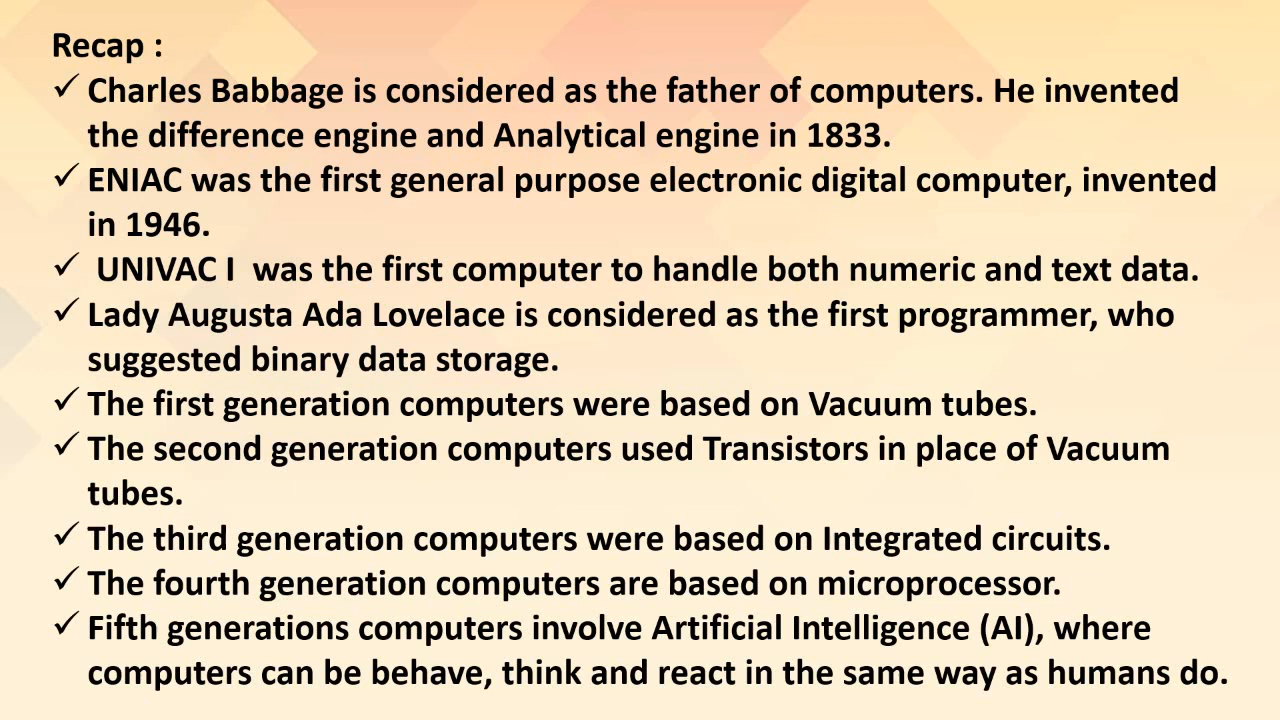 Recap :
✓ Charles Babbage is considered as the father of computers. He invented
the difference engine and Analytical engine in 1833.
✓ ENIAC was the first general purpose electronic digital computer, invented
in 1946.
✓ UNIVAC I  was the first computer to handle both numeric and text data.
✓ Lady Augusta Ada Lovelace is considered as the first programmer, who
suggested binary data storage.
✓ The first generation computers were based on Vacuum tubes.
✓ The second generation computers used Transistors in place of Vacuum
tubes.
✓ The third generation computers were based on Integrated circuits.
✓ The fourth generation computers are based on microprocessor.
✓ Fifth generations computers involve Artificial Intelligence (AI), where
computers can be behave, think and react in the same way as humans do.